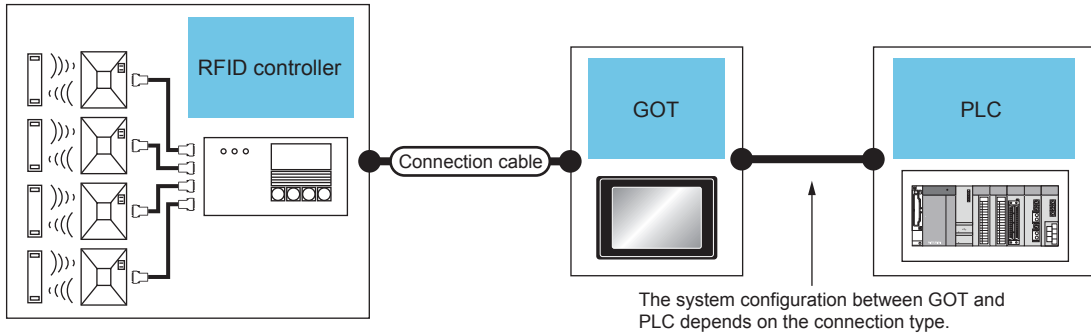 RFID controller
Connection cable
GOT
PLC
The system configuration between GOT and
PLC depends on the connection type.